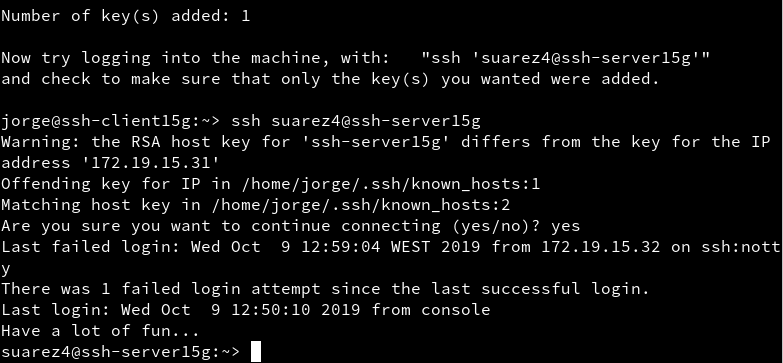 Number of key(s) added: 1
Now try logging into the machine, with:   "ssh 'suarez4@ssh-server15g'"
and check to make sure that only the key(s) you wanted were added.
jorge@ssh-client15g:~> ssh suarez4@ssh-server15g
Warning: the RSA host key for 'ssh-server15g' differs from the key for the IP
address '172.19.15.31'
Offending key for IP in /home/jorge/.ssh/known_hosts:1
Matching host key in /home/jorge/.ssh/known_hosts:2
Are you sure you want to continue connecting (yes/no)? yes
Last failed login: Wed Oct  9 12:59:04 WEST 2019 from 172.19.15.32 on ssh:nott
y
There was 1 failed login attempt since the last successful login.
Last login: Wed Oct  9 12:50:10 2019 from console
Have a lot of fun...
suarez4@ssh-server15g:~>